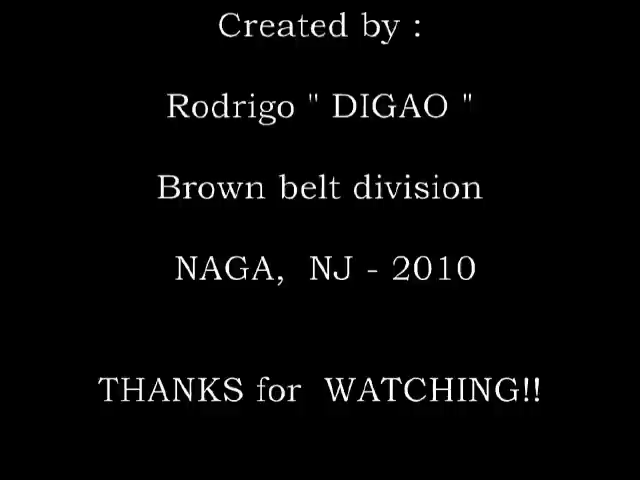 Created by :
Rodrigo " DIGAO "
Brown belt division
NAGA, NJ - 2010
THANKS for WATCHING!!